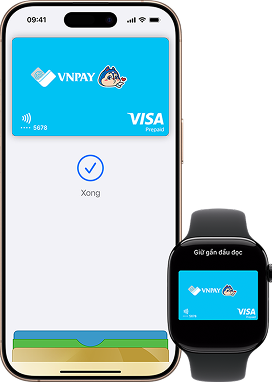 09:41
VNPAY
VISA
Prepaid
•••• 5678
Xong
Giữ gần đầu đọc
VNPAY
VISA